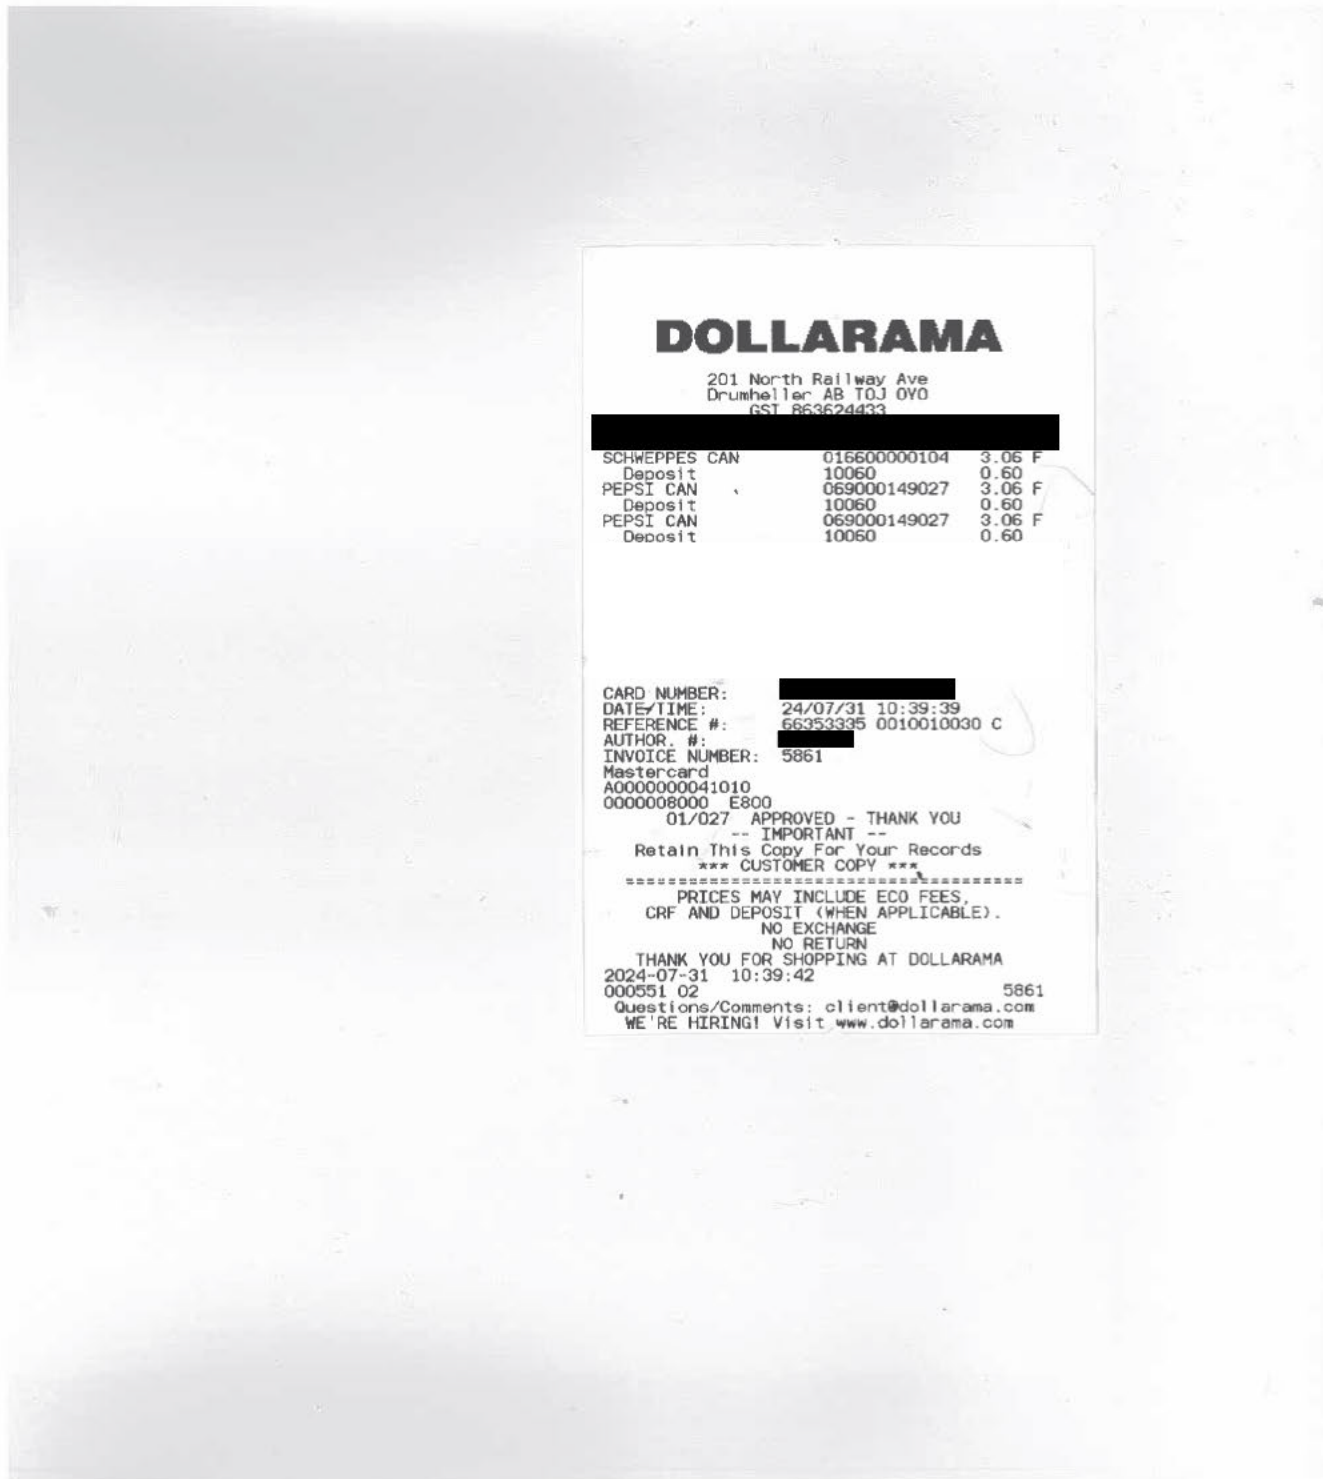 DOLLARAMA
201 North Railway Ave
Drumheller AB T0J 0Y0
GST 863624433
SCHWEPPES CAN 016600000104 3.06 F
Deposit 10060 0.60
PEPSI CAN 069000149027 3.06 F
Deposit 10060 0.60
PEPSI CAN 069000149027 3.06 F
Deposit 10060 0.60
CARD NUMBER:
DATE/TIME: 24/07/31 10:39:39
REFERENCE #: 66353335 0010010030 C
AUTHOR. #:
INVOICE NUMBER: 5861
Mastercard
A0000000041010
0000008000 E800
01/027 APPROVED - THANK YOU
-- IMPORTANT --
Retain This Copy For Your Records
*** CUSTOMER COPY ***
======================================
PRICES MAY INCLUDE ECO FEES,
CRF AND DEPOSIT (WHEN APPLICABLE).
NO EXCHANGE
NO RETURN
THANK YOU FOR SHOPPING AT DOLLARAMA
2024-07-31 10:39:42
000551 02 5861
Questions/Comments: client@dollarama.com
WE'RE HIRING! Visit www.dollarama.com